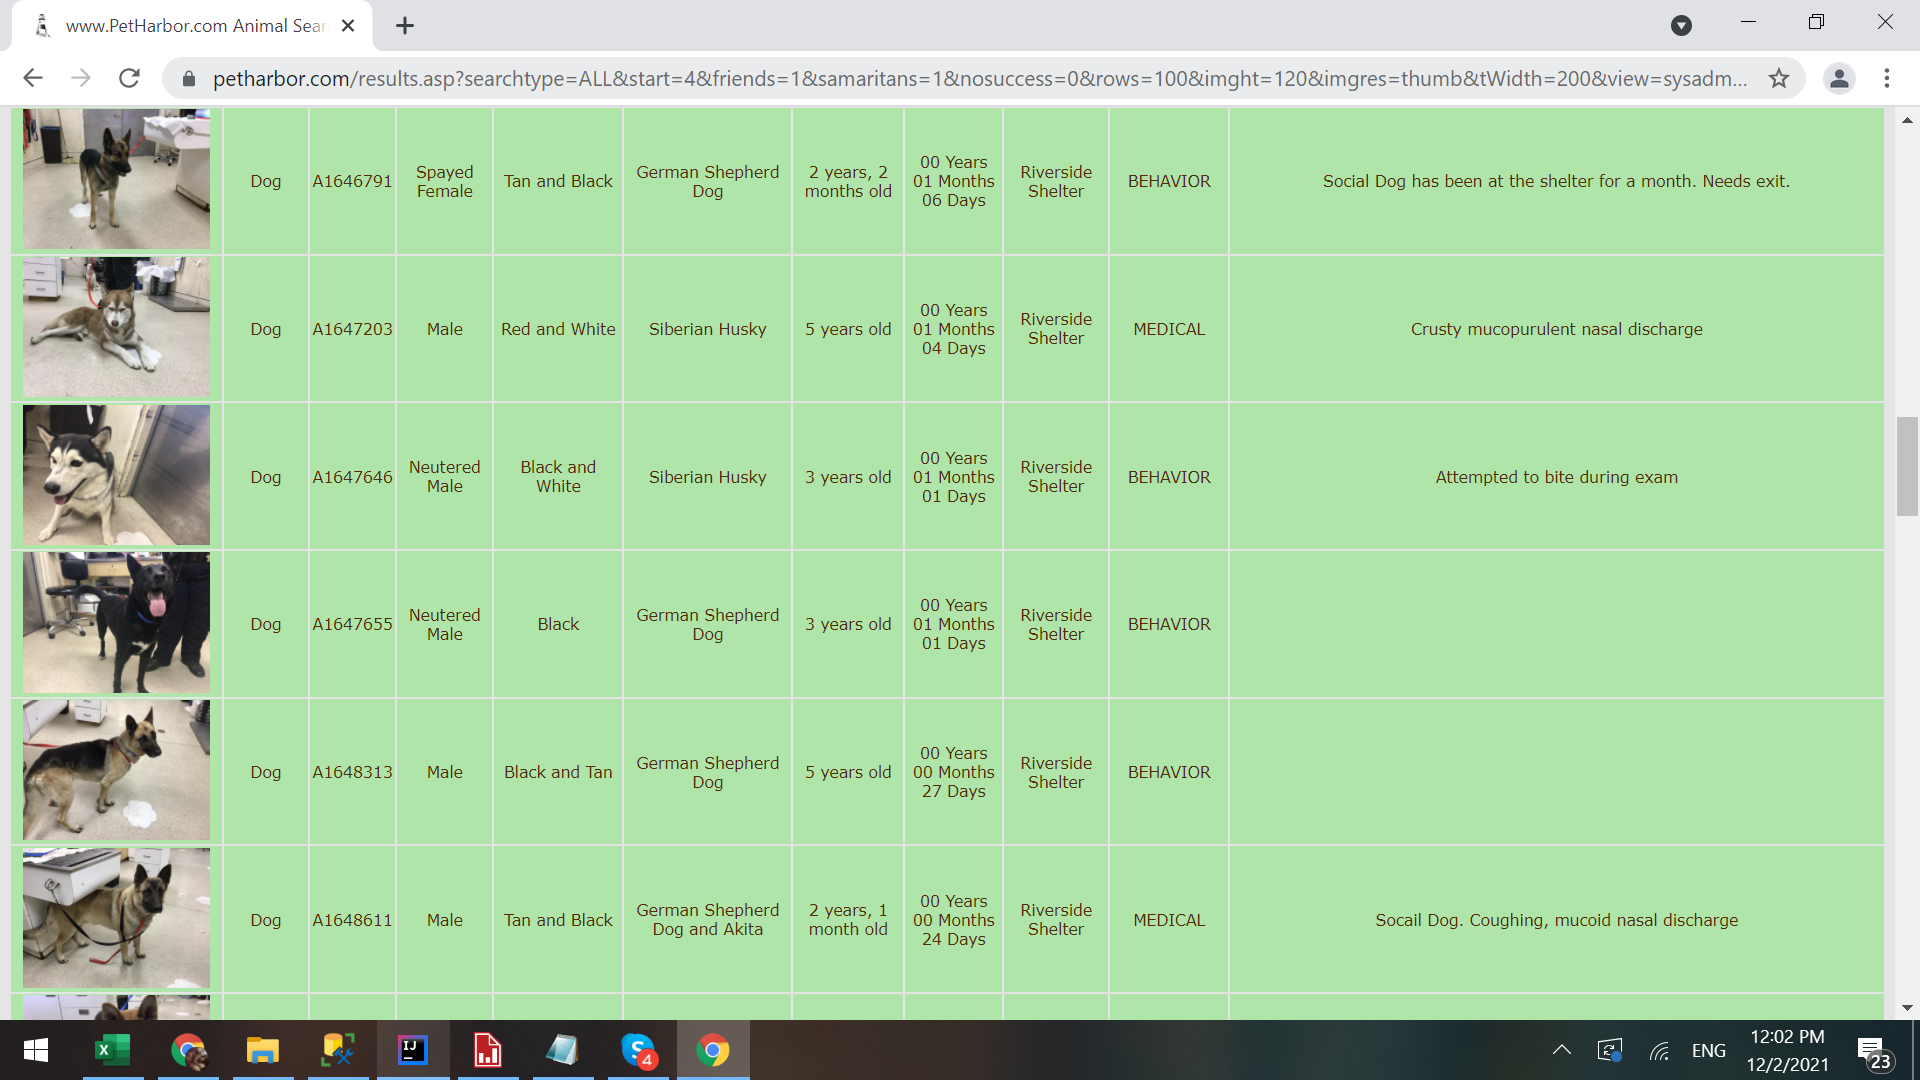 www.PetHarbor.com Animal Sear
petharbor.com/results.asp?searchtype=ALL&start=4&friends=1&samaritans=1&nosuccess=0&rows=100&imght=120&imgres=thumb&tWidth=200&view=sysadm...
Dog A1646791 Spayed Female Tan and Black German Shepherd Dog 2 years, 2 months old 00 Years 01 Months 06 Days Riverside Shelter BEHAVIOR Social Dog has been at the shelter for a month. Needs exit.
Dog A1647203 Male Red and White Siberian Husky 5 years old 00 Years 01 Months 04 Days Riverside Shelter MEDICAL Crusty mucopurulent nasal discharge
Dog A1647646 Neutered Male Black and White Siberian Husky 3 years old 00 Years 01 Months 01 Days Riverside Shelter BEHAVIOR Attempted to bite during exam
Dog A1647655 Neutered Male Black German Shepherd Dog 3 years old 00 Years 01 Months 01 Days Riverside Shelter BEHAVIOR
Dog A1648313 Male Black and Tan German Shepherd Dog 5 years old 00 Years 00 Months 27 Days Riverside Shelter BEHAVIOR
Dog A1648611 Male Tan and Black German Shepherd Dog and Akita 2 years, 1 month old 00 Years 00 Months 24 Days Riverside Shelter MEDICAL Socail Dog. Coughing, mucoid nasal discharge
X IJ S 4 ENG 12:02 PM
12/2/2021 23